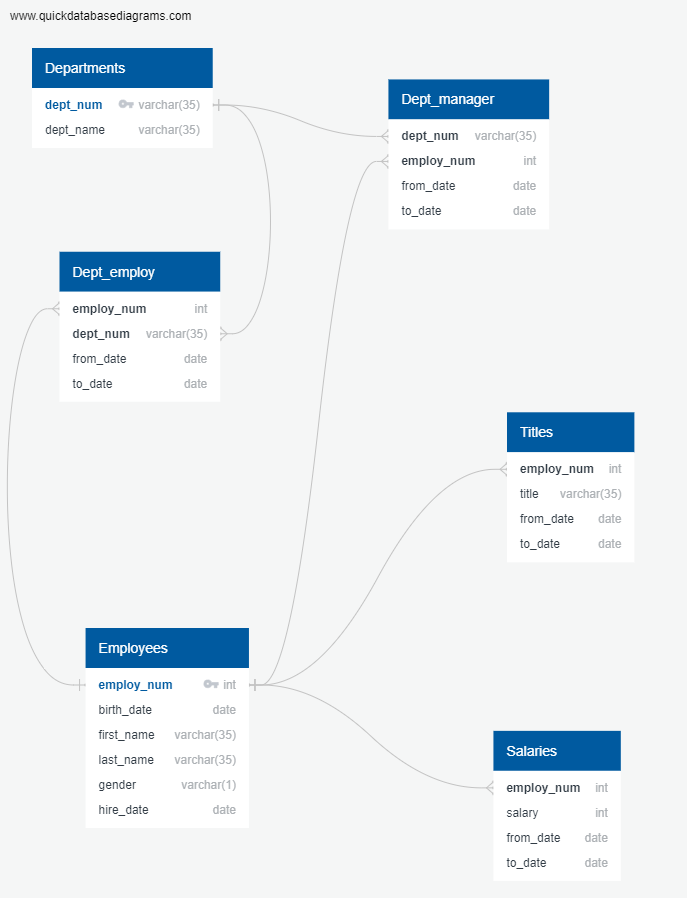 www.quickdatabasediagrams.com
Departments
dept_num varchar(35)
dept_name varchar(35)
Dept_manager
dept_num varchar(35)
employ_num int
from_date date
to_date date
Dept_employ
employ_num int
dept_num varchar(35)
from_date date
to_date date
Titles
employ_num int
title varchar(35)
from_date date
to_date date
Employees
employ_num int
birth_date date
first_name varchar(35)
last_name varchar(35)
gender varchar(1)
hire_date date
Salaries
employ_num int
salary int
from_date date
to_date date